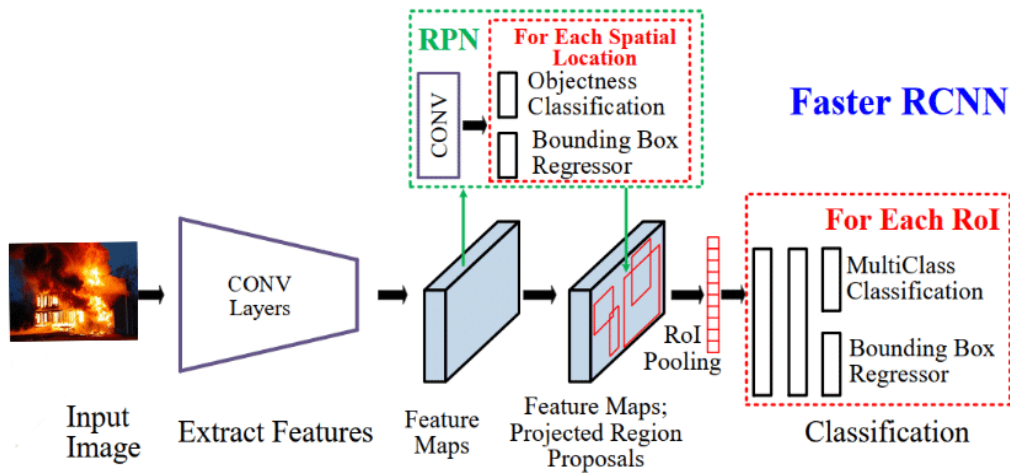 RPN
For Each Spatial
Location
CONV
Objectness
Classification
Bounding Box
Regressor
Faster RCNN
CONV
Layers
For Each RoI
MultiClass
Classification
Bounding Box
Regressor
RoI
Pooling
Input
Image
Extract Features
Feature
Maps
Feature Maps;
Projected Region
Proposals
Classification